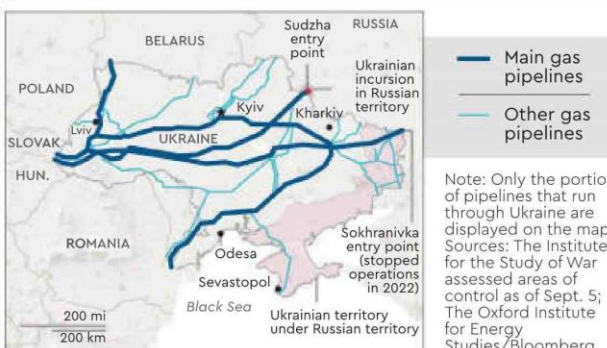 Sudzha
entry
point
RUSSIA
BELARUS
Ukrainian
incursion
in Russian
territory
POLAND
Kyiv
Kharkiv
Lviv
UKRAINE
SLOVAK
HUN.
ROMANIA
Odesa
Sevastopol
Black Sea
Sokhranivka
entry point
(stopped
operations
in 2022)
Ukrainian territory
under Russian territory
200 mi
200 km
Main gas
pipelines
Other gas
pipelines
Note: Only the portio
of pipelines that run
through Ukraine are
displayed on the map
Sources: The Institute
for the Study of War
assessed areas of
control as of Sept. 5;
The Oxford Institute
for Energy
Studies/Bloomberg